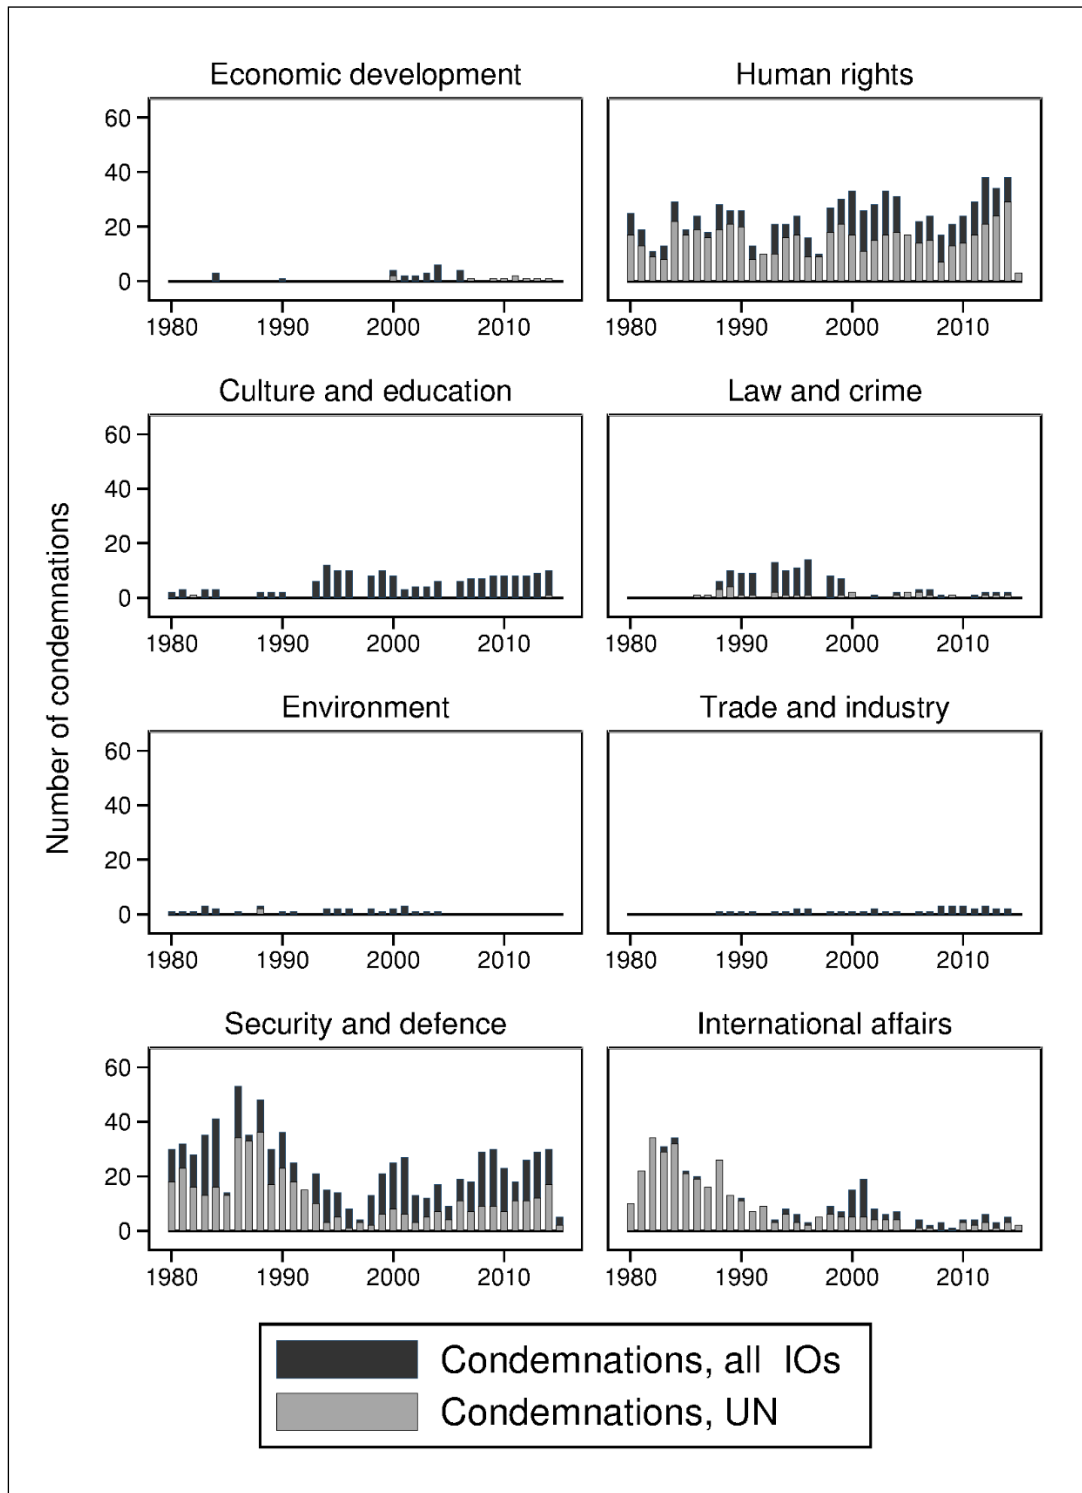 Economic development
Human rights
60
40
20
0
1980 1990 2000 2010
1980 1990 2000 2010
Culture and education
Law and crime
60
40
20
0
1980 1990 2000 2010
1980 1990 2000 2010
Number of condemnations
Environment
Trade and industry
60
40
20
0
1980 1990 2000 2010
1980 1990 2000 2010
Security and defence
International affairs
60
40
20
0
1980 1990 2000 2010
1980 1990 2000 2010
Condemnations, all IOs
Condemnations, UN